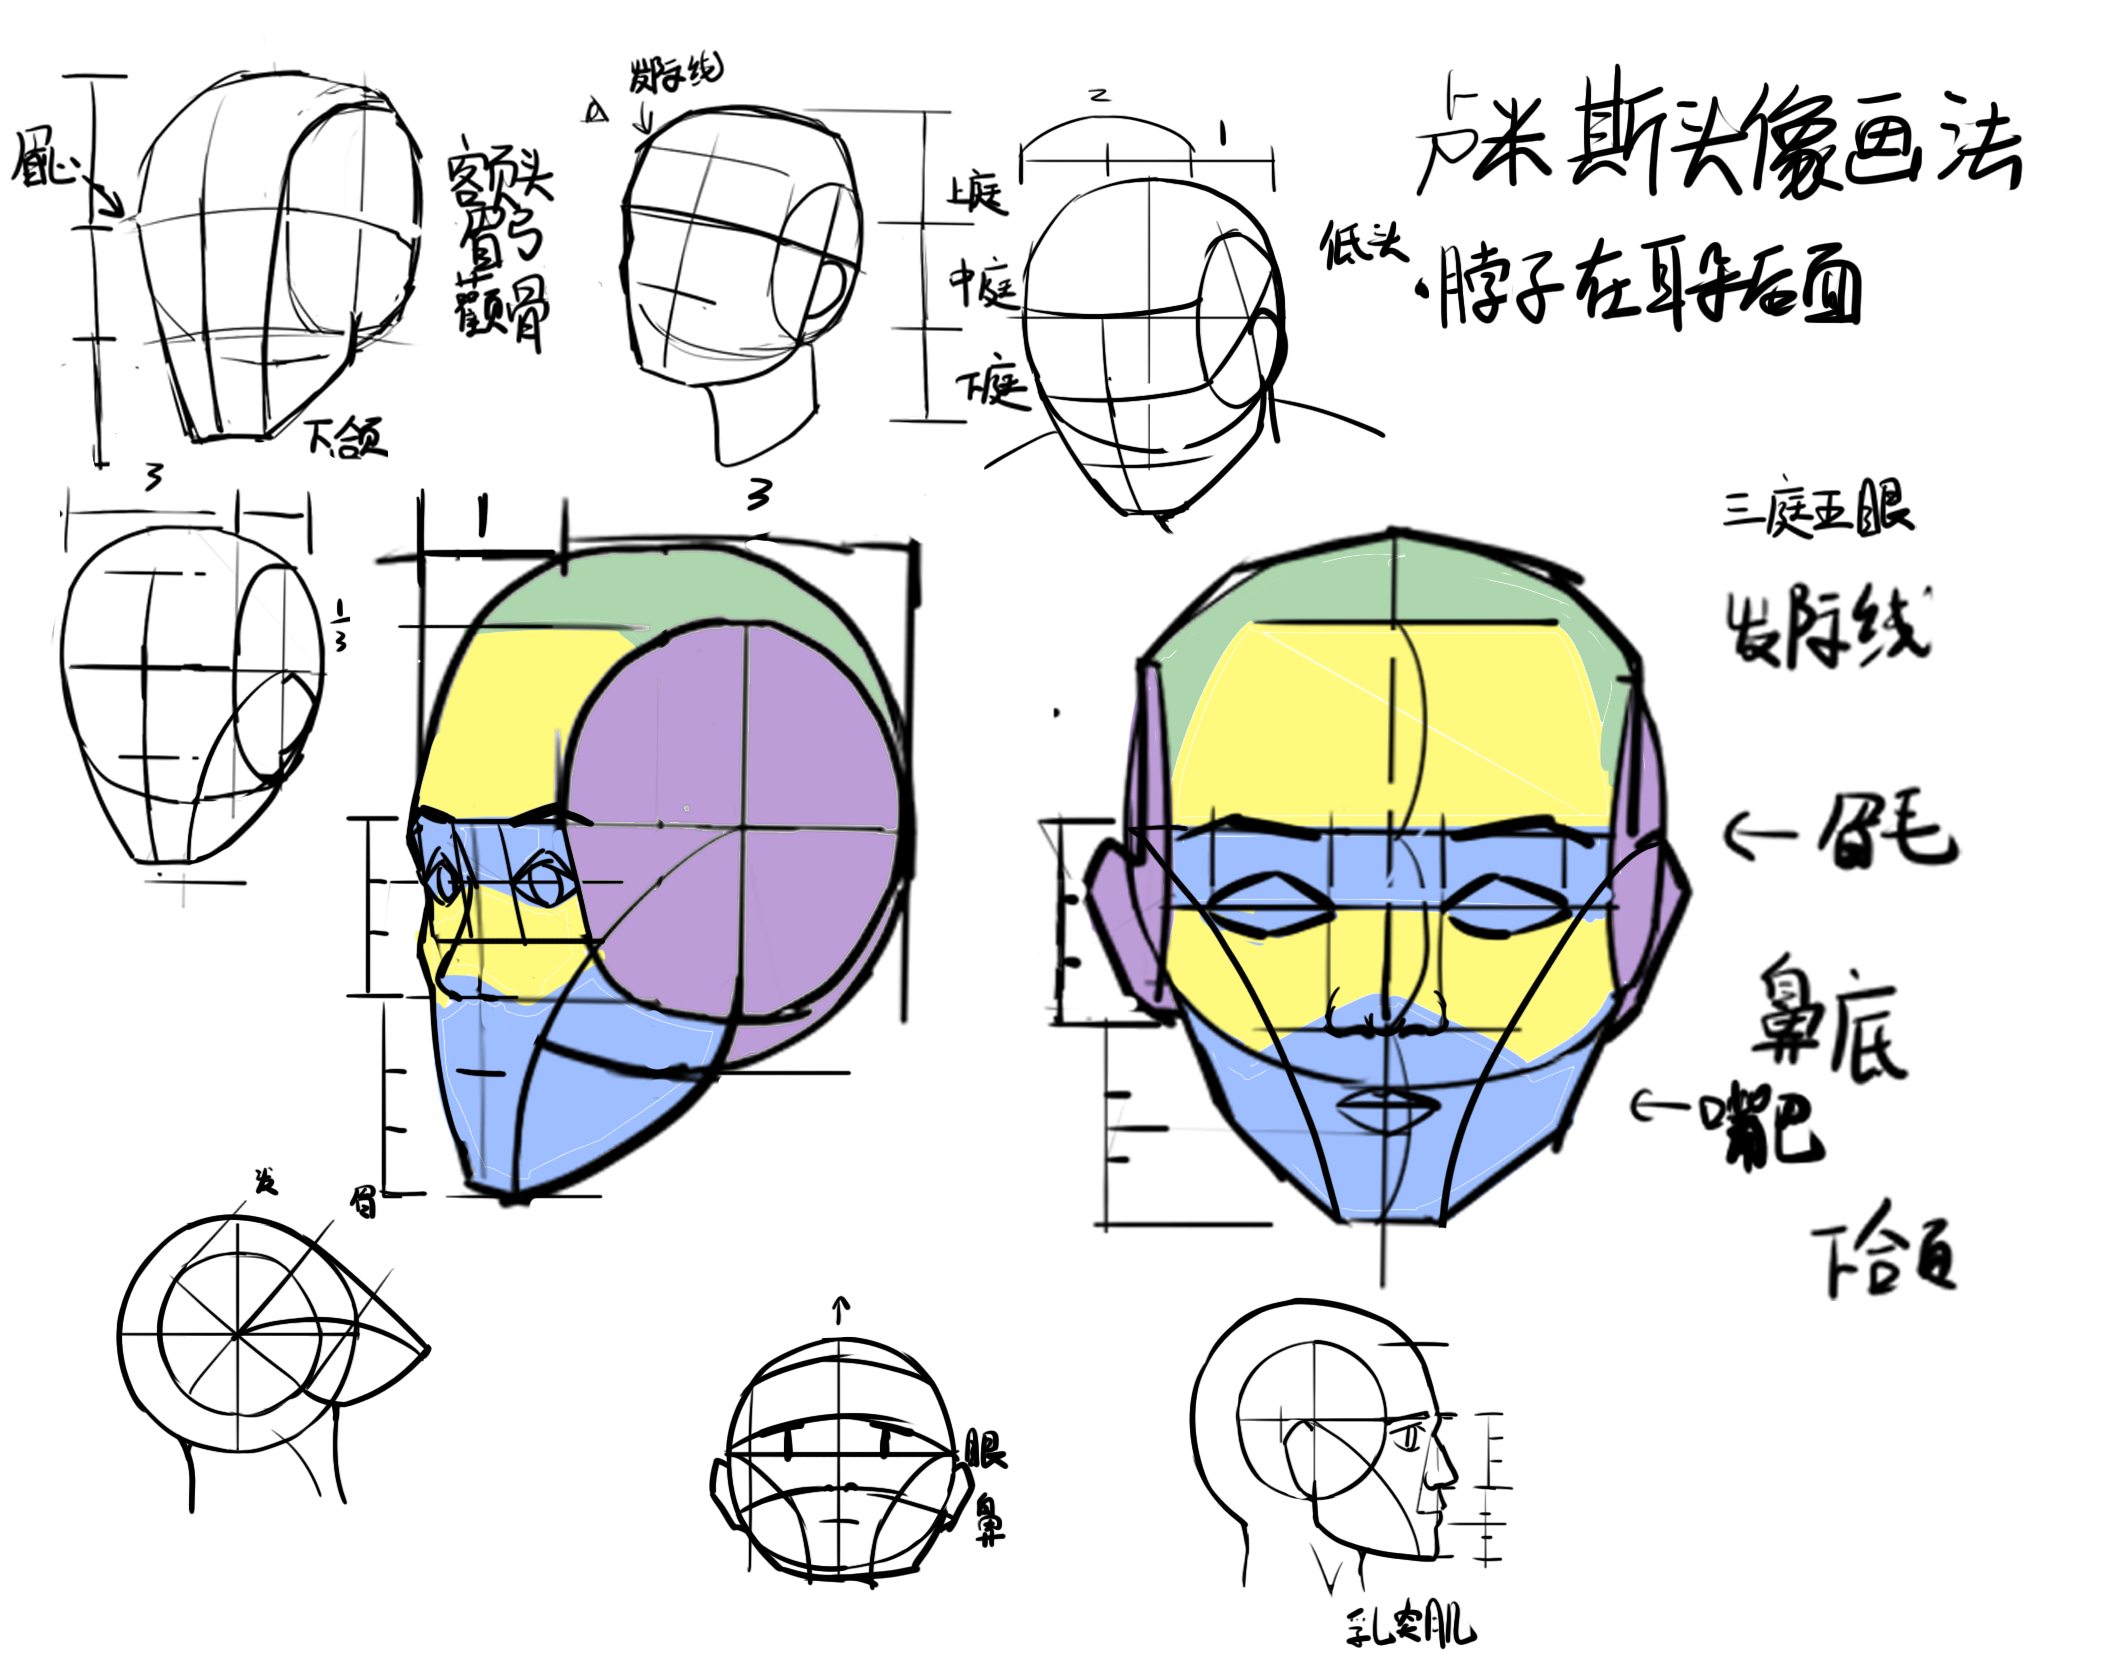 卢米斯头像画法
·脖子在耳朵后面
发际线
△
眉心
额头
眉弓
颧骨
下颌
上庭
中庭
下庭
2
1
低头
3
1/3
1
3
三庭五眼
发际线
←眉毛
鼻底
←嘴巴
下颌
发
眉
眼
鼻
乳突肌